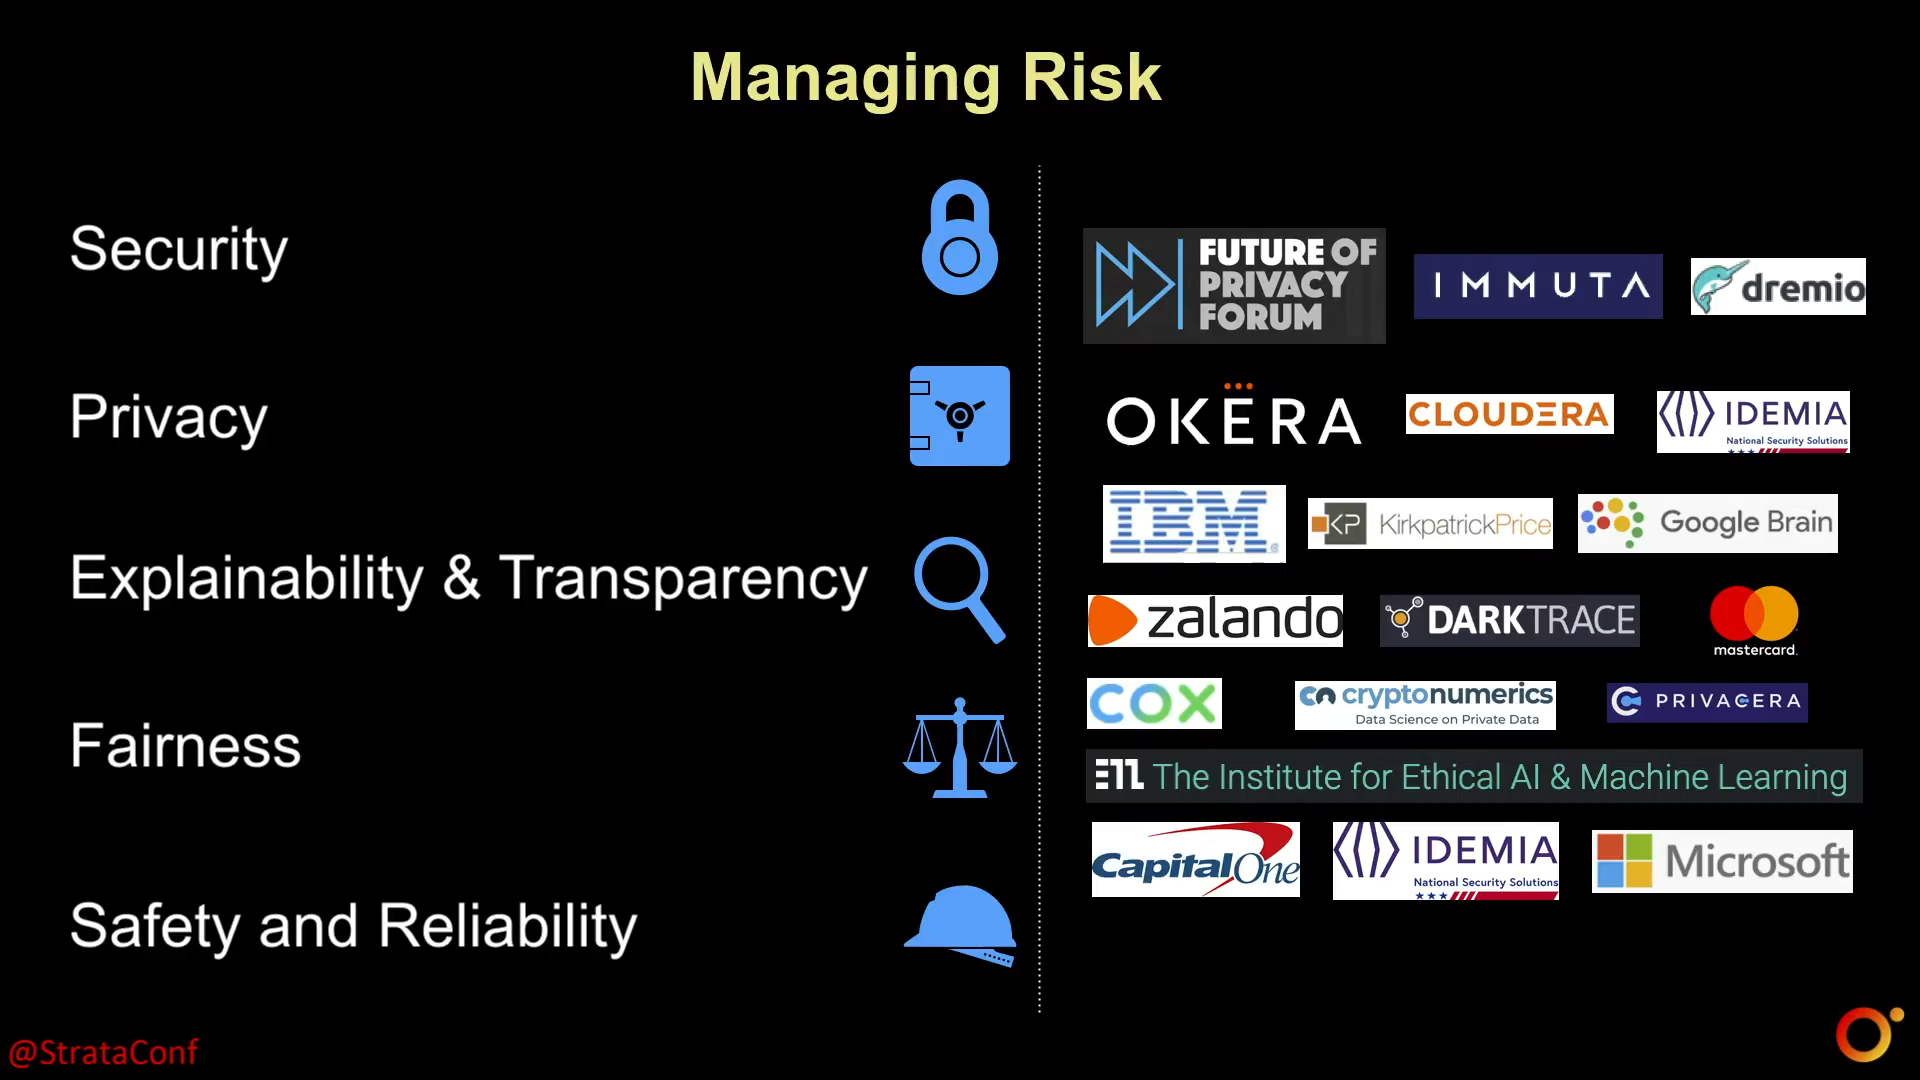 Managing Risk
Security
Privacy
Explainability & Transparency
Fairness
Safety and Reliability
FUTURE OF
PRIVACY
FORUM
IMMUTA
dremio
OKERA
CLOUDERA
IDEMIA
National Security Solutions
IBM
KP KirkpatrickPrice
Google Brain
zalando
DARKTRACE
mastercard.
COX
cryptonumerics
Data Science on Private Data
PRIVACERA
The Institute for Ethical AI & Machine Learning
CapitalOne
IDEMIA
National Security Solutions
Microsoft
@StrataConf